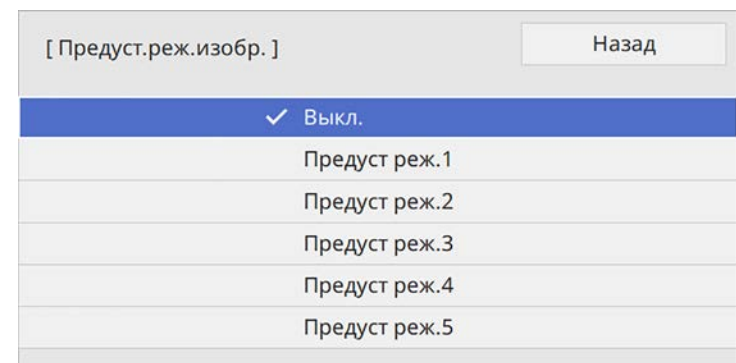 [ Предуст.реж.изобр. ]
Назад
Выкл.
Предуст реж.1
Предуст реж.2
Предуст реж.3
Предуст реж.4
Предуст реж.5